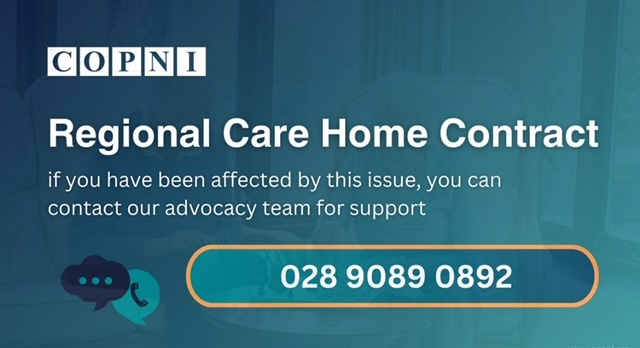 COPNI
Regional Care Home Contract
if you have been affected by this issue, you can
contact our advocacy team for support
028 9089 0892